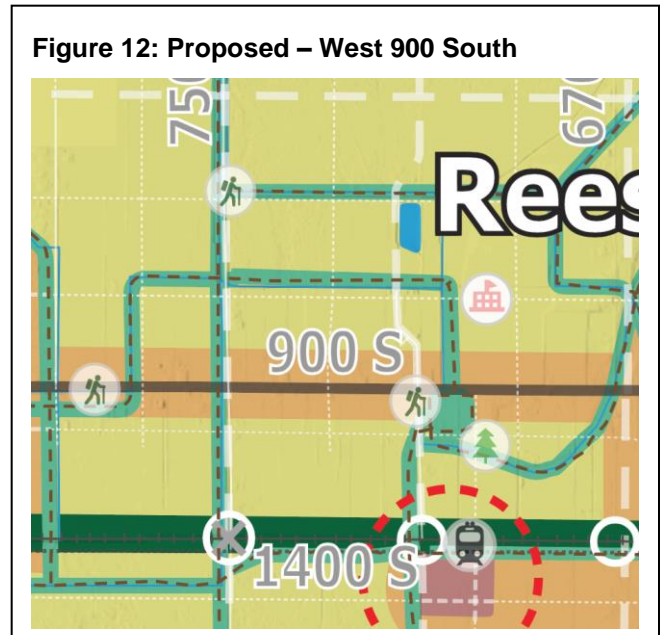 Figure 12: Proposed – West 900 South
750
670
Rees
900 S
1400 S